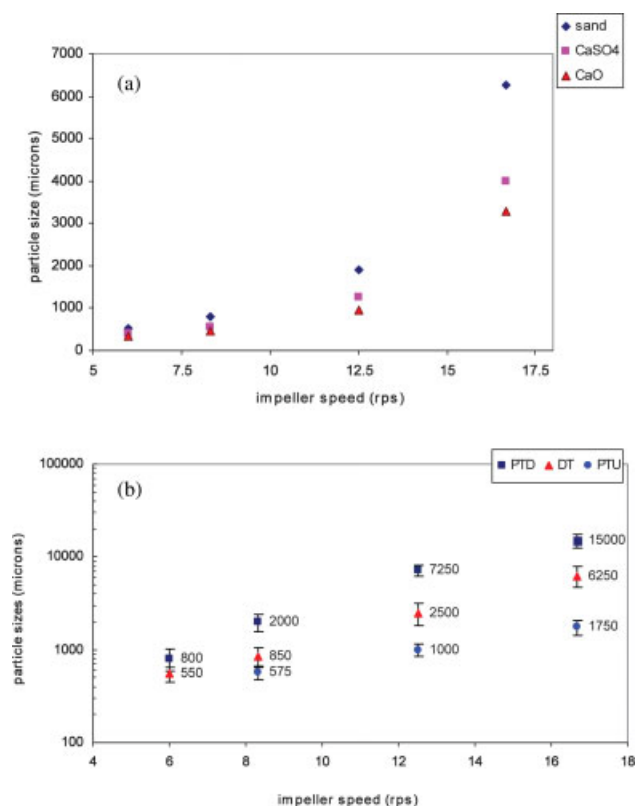 sand
CaSO4
CaO
(a)
7000
6000
5000
4000
3000
2000
1000
0
particle size (microns)
5 7.5 10 12.5 15 17.5
impeller speed (rps)
PTD DT PTU
(b)
100000
10000
1000
100
particle sizes (microns)
15000
7250
6250
2000
2500
1750
800
850
1000
550
575
4 6 8 10 12 14 16 18
impeller speed (rps)